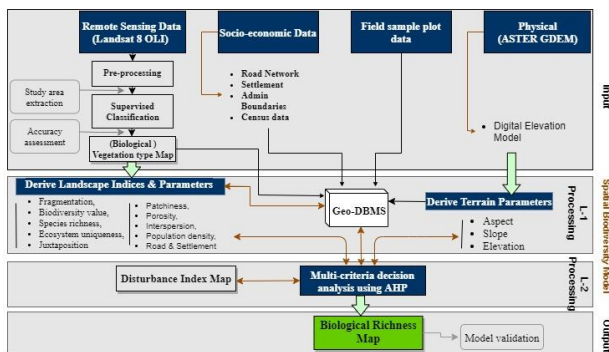 Remote Sensing Data
(Landsat 8 OLI)
Socio-economic Data
Field sample plot
data
Physical
(ASTER GDEM)
Pre-processing
Study area
extraction
Supervised
Classification
Accuracy
assessment
(Biological )
Vegetation type Map
• Road Network
• Settlement
• Admin
Boundaries
• Census data
• Digital Elevation
Model
Input
Derive Landscape Indices & Parameters
• Fragmentation,
• Biodiversity value,
• Species richness,
• Ecosystem uniqueness,
• Juxtaposition
• Patchiness,
• Porosity,
• Interspersion,
• Population density,
• Road & Settlement
Geo-DBMS
Derive Terrain Parameters
• Aspect
• Slope
• Elevation
L-1
Processing
Spatial Biodiversity Model
Disturbance Index Map
Multi-criteria decision
analysis using AHP
L-2
Processing
Biological Richness
Map
Model validation
Output